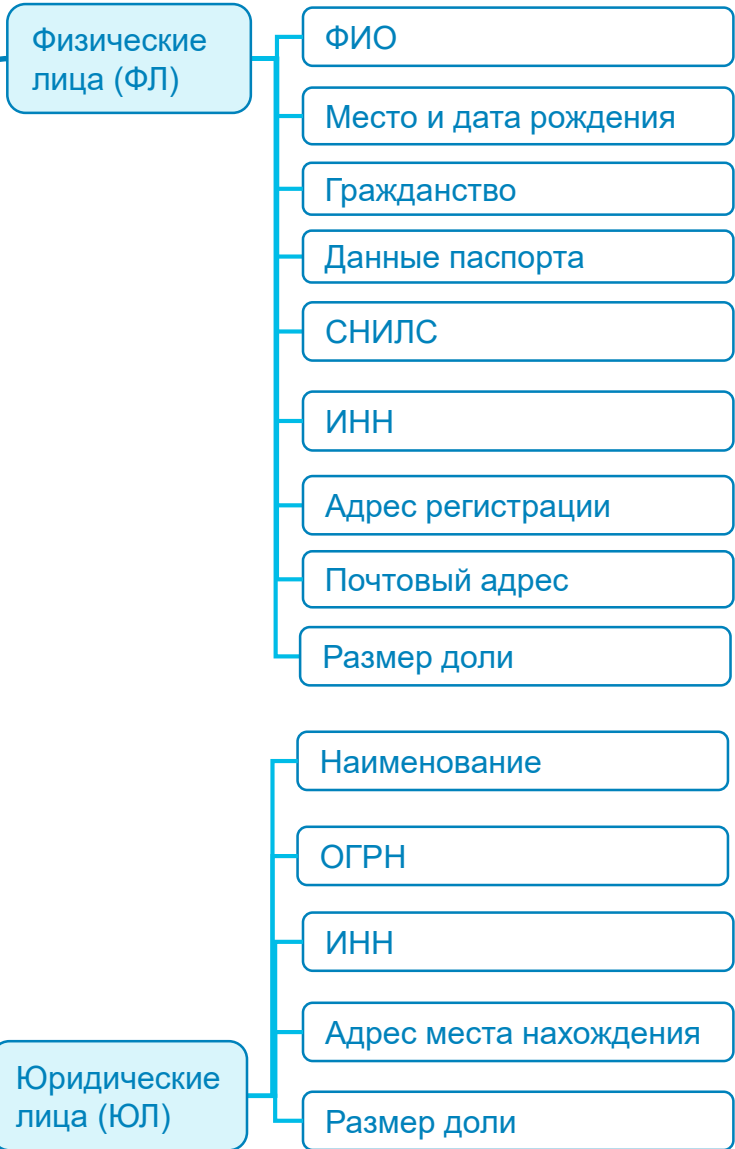 Физические
лица (ФЛ)
ФИО
Место и дата рождения
Гражданство
Данные паспорта
СНИЛС
ИНН
Адрес регистрации
Почтовый адрес
Размер доли
Юридические
лица (ЮЛ)
Наименование
ОГРН
ИНН
Адрес места нахождения
Размер доли